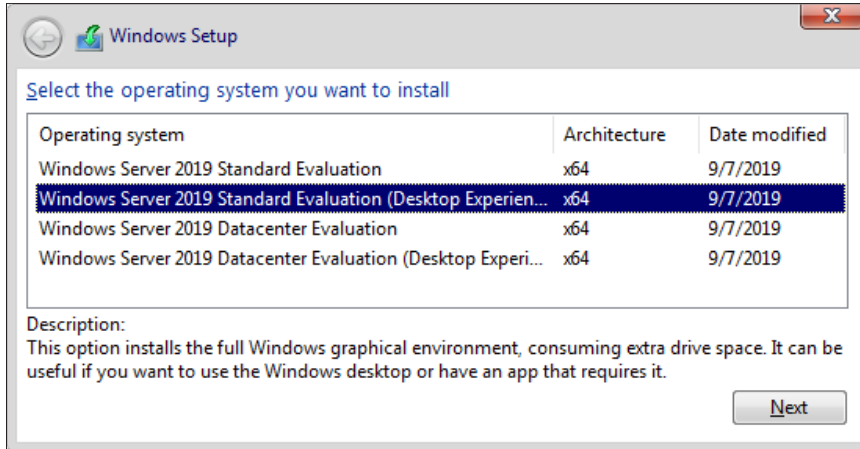 Windows Setup
Select the operating system you want to install
Operating system Architecture Date modified
Windows Server 2019 Standard Evaluation x64 9/7/2019
Windows Server 2019 Standard Evaluation (Desktop Experien... x64 9/7/2019
Windows Server 2019 Datacenter Evaluation x64 9/7/2019
Windows Server 2019 Datacenter Evaluation (Desktop Experi... x64 9/7/2019
Description:
This option installs the full Windows graphical environment, consuming extra drive space. It can be
useful if you want to use the Windows desktop or have an app that requires it.
Next